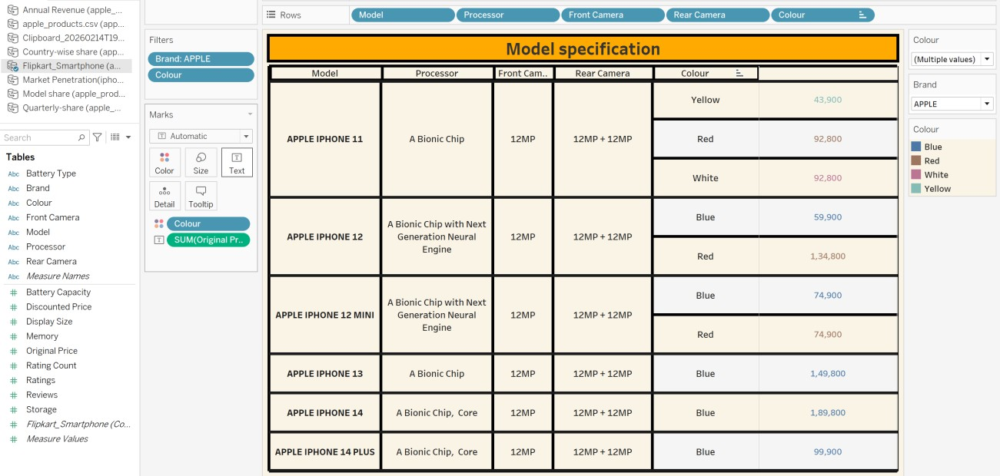 Annual Revenue (apple_...
apple_products.csv (app...
Clipboard_20260214T19...
Country-wise share (app...
Flipkart_Smartphone (a...
Market Penetration(ipho...
Model share (apple_prod...
Quarterly-share (apple_...
Search
Tables
Abc Battery Type
Abc Brand
Abc Colour
Abc Front Camera
Abc Model
Abc Processor
Abc Rear Camera
Abc Measure Names
# Battery Capacity
# Discounted Price
# Display Size
# Memory
# Original Price
# Rating Count
# Ratings
# Reviews
# Storage
# Flipkart_Smartphone (Co...
# Measure Values
Filters
Brand: APPLE
Colour
Marks
T Automatic
Color Size Text
Detail Tooltip
Colour
T SUM(Original Pr..
Rows Model Processor Front Camera Rear Camera Colour
Model specification
Model Processor Front Cam.. Rear Camera Colour
APPLE IPHONE 11 A Bionic Chip 12MP 12MP + 12MP Yellow 43,900
Red 92,800
White 92,800
APPLE IPHONE 12 A Bionic Chip with Next
Generation Neural
Engine 12MP 12MP + 12MP Blue 59,900
Red 1,34,800
APPLE IPHONE 12 MINI A Bionic Chip with Next
Generation Neural
Engine 12MP 12MP + 12MP Blue 74,900
Red 74,900
APPLE IPHONE 13 A Bionic Chip 12MP 12MP + 12MP Blue 1,49,800
APPLE IPHONE 14 A Bionic Chip, Core 12MP 12MP + 12MP Blue 1,89,800
APPLE IPHONE 14 PLUS A Bionic Chip, Core 12MP 12MP + 12MP Blue 99,900
Colour
(Multiple values)
Brand
APPLE
Colour
Blue
Red
White
Yellow